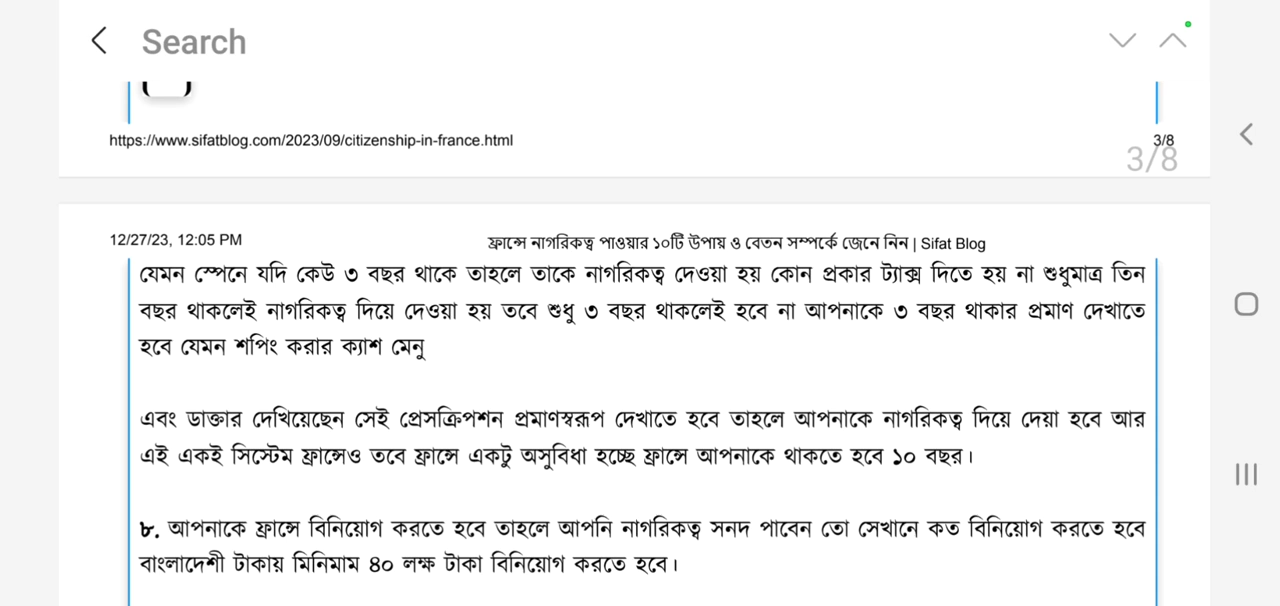 Search
https://www.sifatblog.com/2023/09/citizenship-in-france.html
3/8
3/8
12/27/23, 12:05 PM
ফ্রান্সে নাগরিকত্ব পাওয়ার ১০টি উপায় ও বেতন সম্পর্কে জেনে নিন | Sifat Blog
যেমন স্পেনে যদি কেউ ৩ বছর থাকে তাহলে তাকে নাগরিকত্ব দেওয়া হয় কোন প্রকার ট্যাক্স দিতে হয় না শুধুমাত্র তিন
বছর থাকলেই নাগরিকত্ব দিয়ে দেওয়া হয় তবে শুধু ৩ বছর থাকলেই হবে না আপনাকে ৩ বছর থাকার প্রমাণ দেখাতে
হবে যেমন শপিং করার ক্যাশ মেনু
এবং ডাক্তার দেখিয়েছেন সেই প্রেসক্রিপশন প্রমাণস্বরূপ দেখাতে হবে তাহলে আপনাকে নাগরিকত্ব দিয়ে দেয়া হবে আর
এই একই সিস্টেম ফ্রান্সেও তবে ফ্রান্সে একটু অসুবিধা হচ্ছে ফ্রান্সে আপনাকে থাকতে হবে ১০ বছর।
৮. আপনাকে ফ্রান্সে বিনিয়োগ করতে হবে তাহলে আপনি নাগরিকত্ব সনদ পাবেন তো সেখানে কত বিনিয়োগ করতে হবে
বাংলাদেশী টাকায় মিনিমাম ৪০ লক্ষ টাকা বিনিয়োগ করতে হবে।